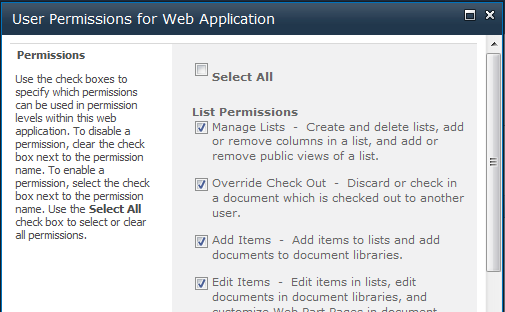 User Permissions for Web Application
Permissions
Use the check boxes to
specify which permissions
can be used in permission
levels within this web
application. To disable a
permission, clear the check
box next to the permission
name. To enable a
permission, select the check
box next to the permission
name. Use the Select All
check box to select or clear
all permissions.
Select All
List Permissions
Manage Lists - Create and delete lists, add
or remove columns in a list, and add or
remove public views of a list.
Override Check Out - Discard or check in
a document which is checked out to another
user.
Add Items - Add items to lists and add
documents to document libraries.
Edit Items - Edit items in lists, edit
documents in document libraries, and
customize Web Part Pages in document